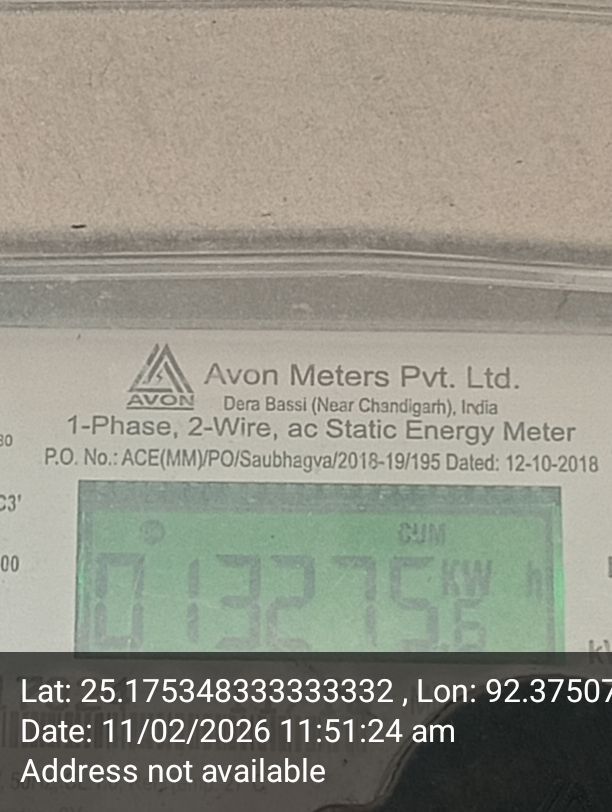 Avon Meters Pvt. Ltd.
AVON
Dera Bassi (Near Chandigarh), India
1-Phase, 2-Wire, ac Static Energy Meter
P.O. No.: ACE(MM)/PO/Saubhagya/2018-19/195 Dated: 12-10-2018
C3'
00
CUM
013275 KW h
Lat: 25.175348333333332 , Lon: 92.37507
Date: 11/02/2026 11:51:24 am
Address not available